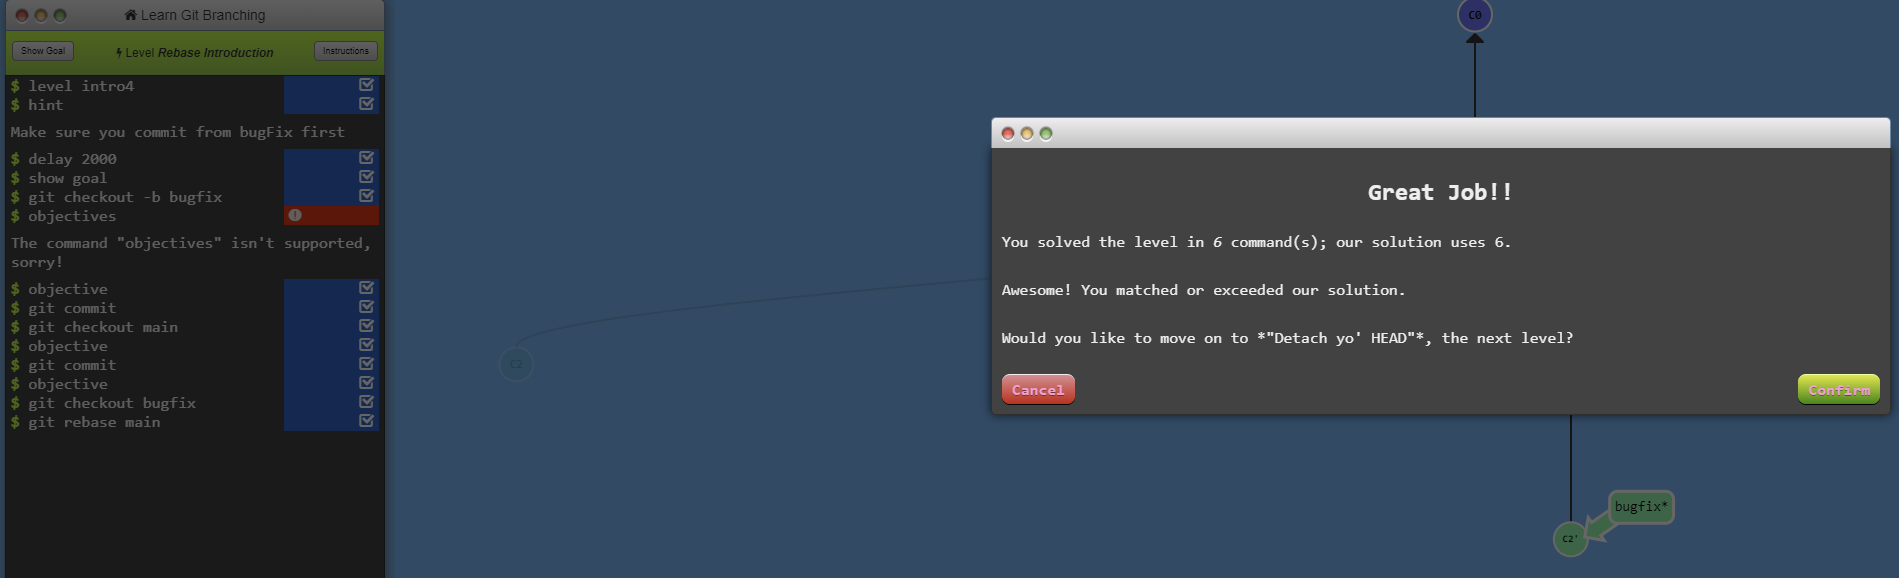 Learn Git Branching
Show Goal
Level Rebase Introduction
Instructions
$ level intro4
$ hint
Make sure you commit from bugFix first
$ delay 2000
$ show goal
$ git checkout -b bugfix
$ objectives
The command "objectives" isn't supported,
sorry!
$ objective
$ git commit
$ git checkout main
$ objective
$ git commit
$ objective
$ git checkout bugfix
$ git rebase main
C0
C2
Great Job!!
You solved the level in 6 command(s); our solution uses 6.
Awesome! You matched or exceeded our solution.
Would you like to move on to *"Detach yo' HEAD"*, the next level?
Cancel
Confirm
bugfix*
C2'